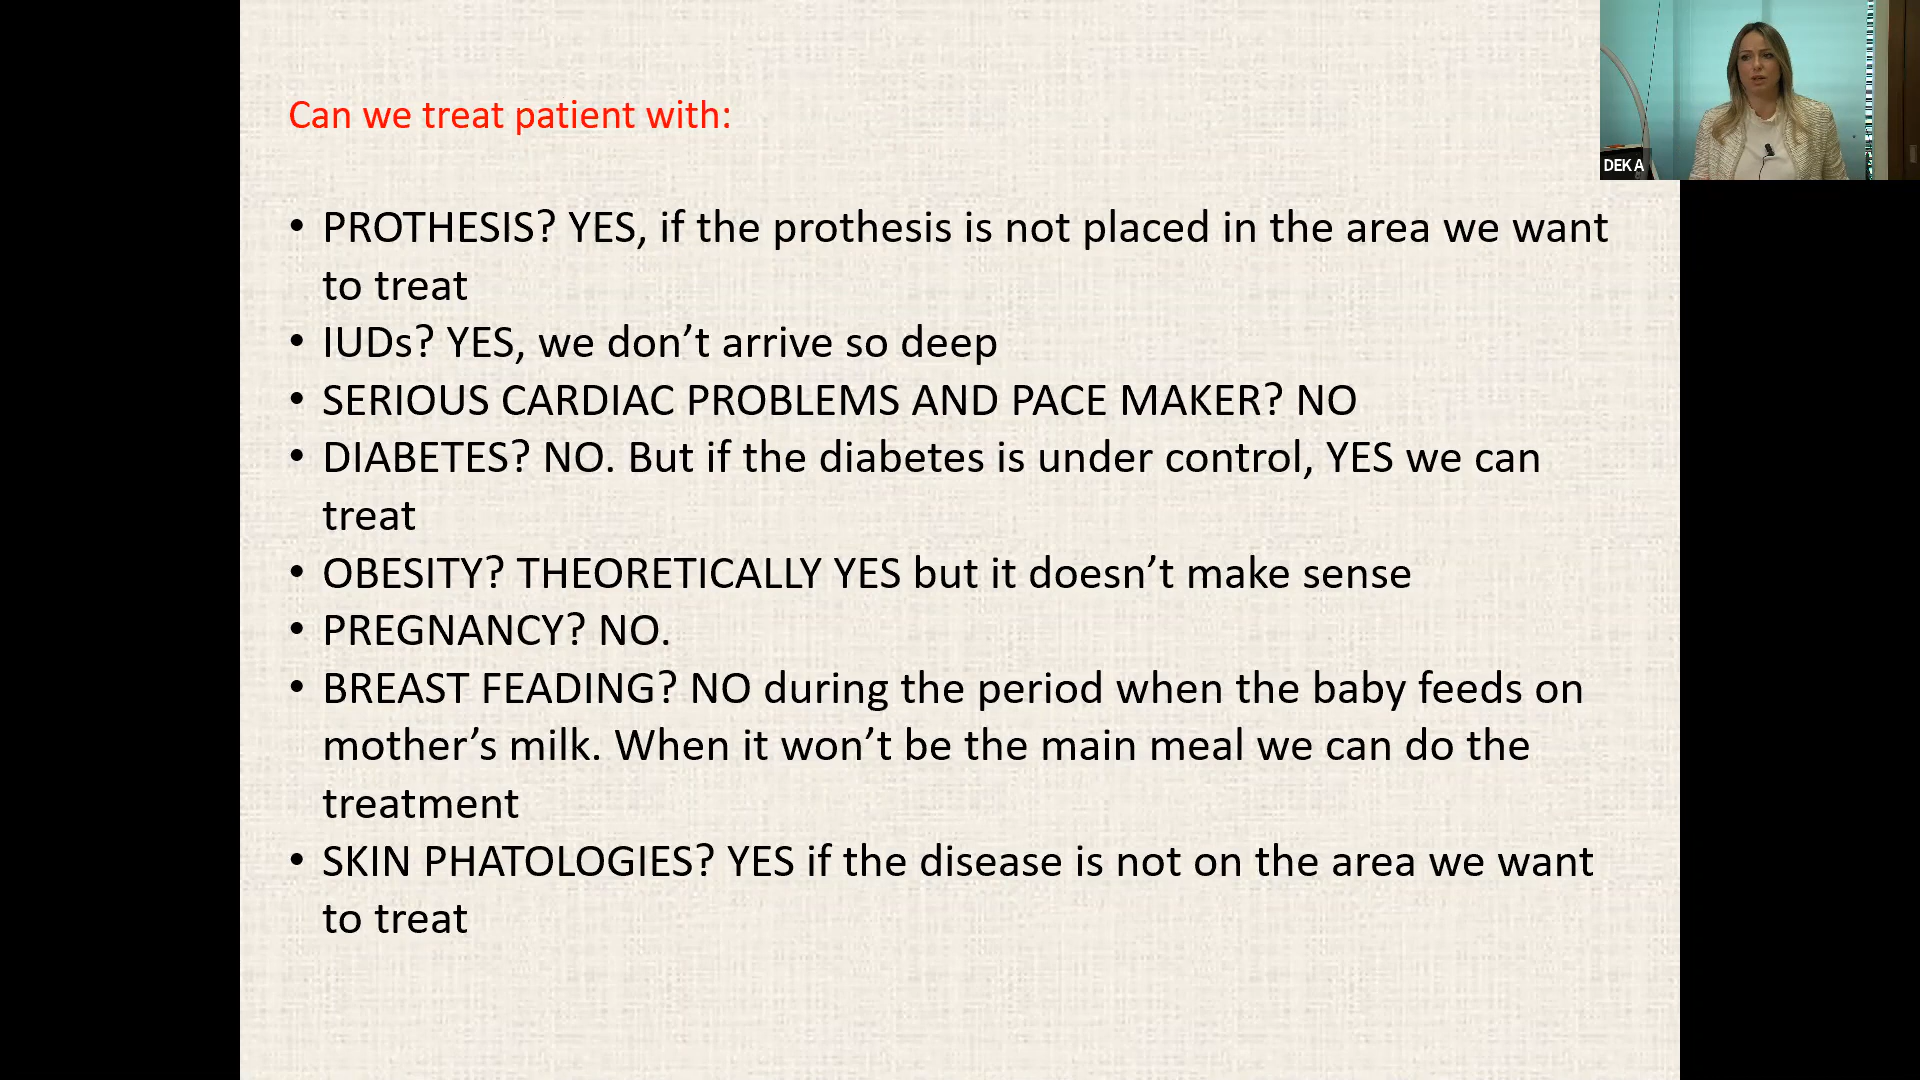 Can we treat patient with:
• PROTHESIS? YES, if the prothesis is not placed in the area we want
to treat
• IUDs? YES, we don’t arrive so deep
• SERIOUS CARDIAC PROBLEMS AND PACE MAKER? NO
• DIABETES? NO. But if the diabetes is under control, YES we can
treat
• OBESITY? THEORETICALLY YES but it doesn’t make sense
• PREGNANCY? NO.
• BREAST FEADING? NO during the period when the baby feeds on
mother’s milk. When it won’t be the main meal we can do the
treatment
• SKIN PHATOLOGIES? YES if the disease is not on the area we want
to treat
DEKA